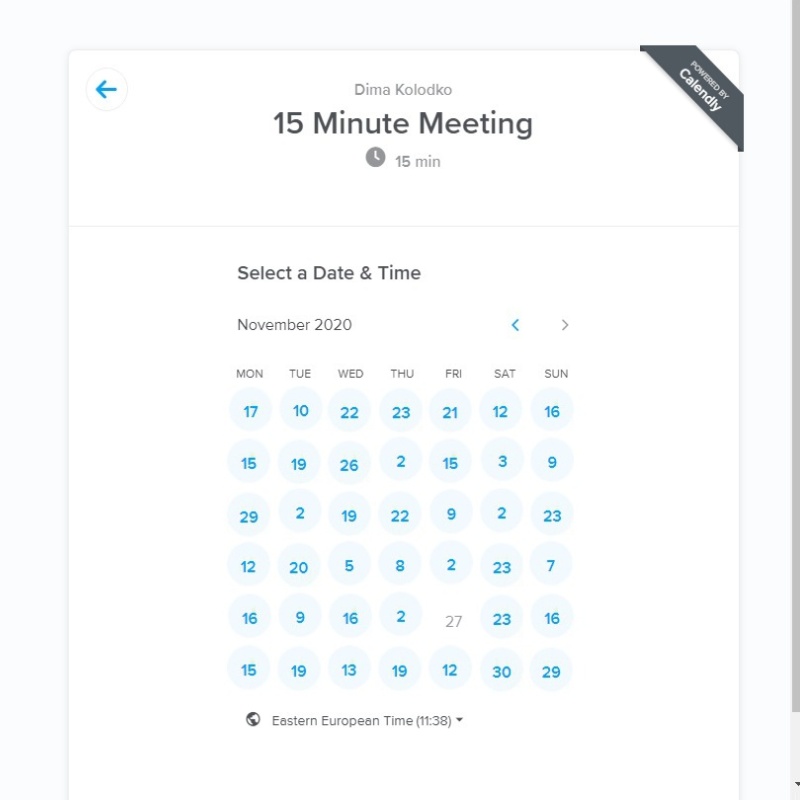 POWERED BY
Calendly
Dima Kolodko
15 Minute Meeting
15 min
Select a Date & Time
November 2020
MON TUE WED THU FRI SAT SUN
17 10 22 23 21 12 16
15 19 26 2 15 3 9
29 2 19 22 9 2 23
12 20 5 8 2 23 7
16 9 16 2 27 23 16
15 19 13 19 12 30 29
Eastern European Time (11:38)